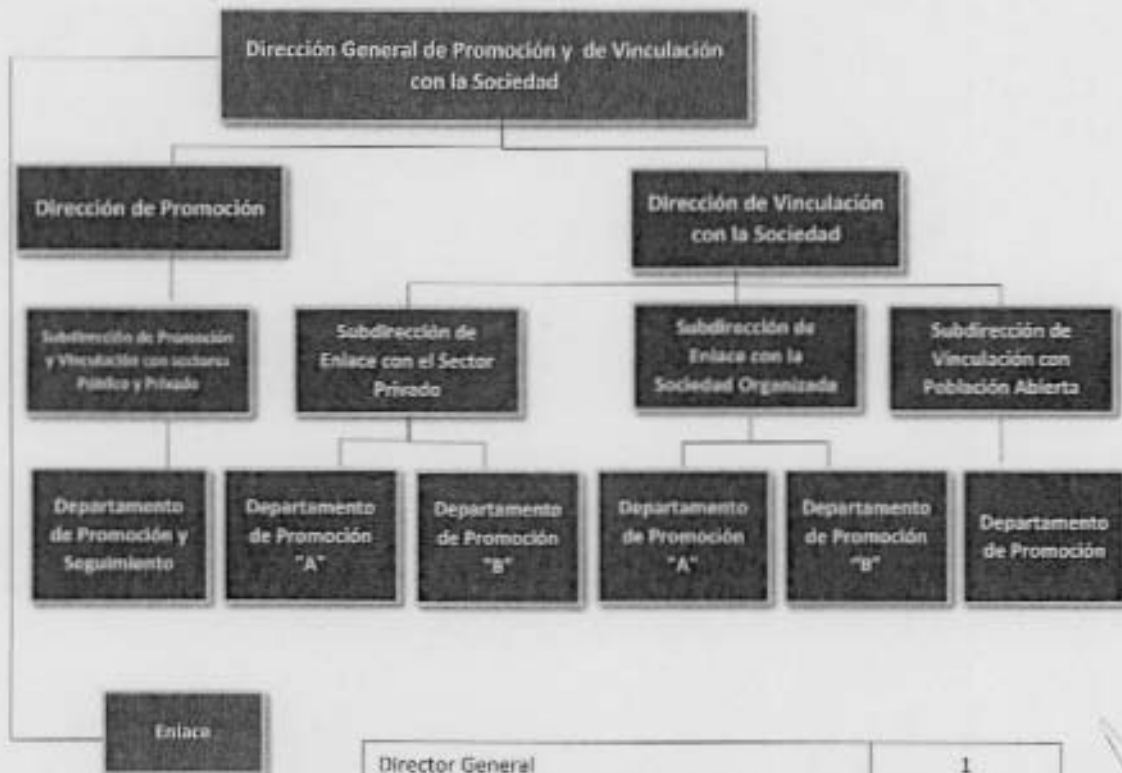 Dirección General de Promoción y de Vinculación
con la Sociedad
Dirección de Promoción
Dirección de Vinculación
con la Sociedad
Subdirección de Promoción
y Vinculación con sectores
Público y Privado
Subdirección de
Enlace con el Sector
Privado
Subdirección de
Enlace con la
Sociedad Organizada
Subdirección de
Vinculación con
Población Abierta
Departamento
de Promoción y
Seguimiento
Departamento
de Promoción
"A"
Departamento
de Promoción
"B"
Departamento
de Promoción
"A"
Departamento
de Promoción
"B"
Departamento
de Promoción
Enlace
Director General 1